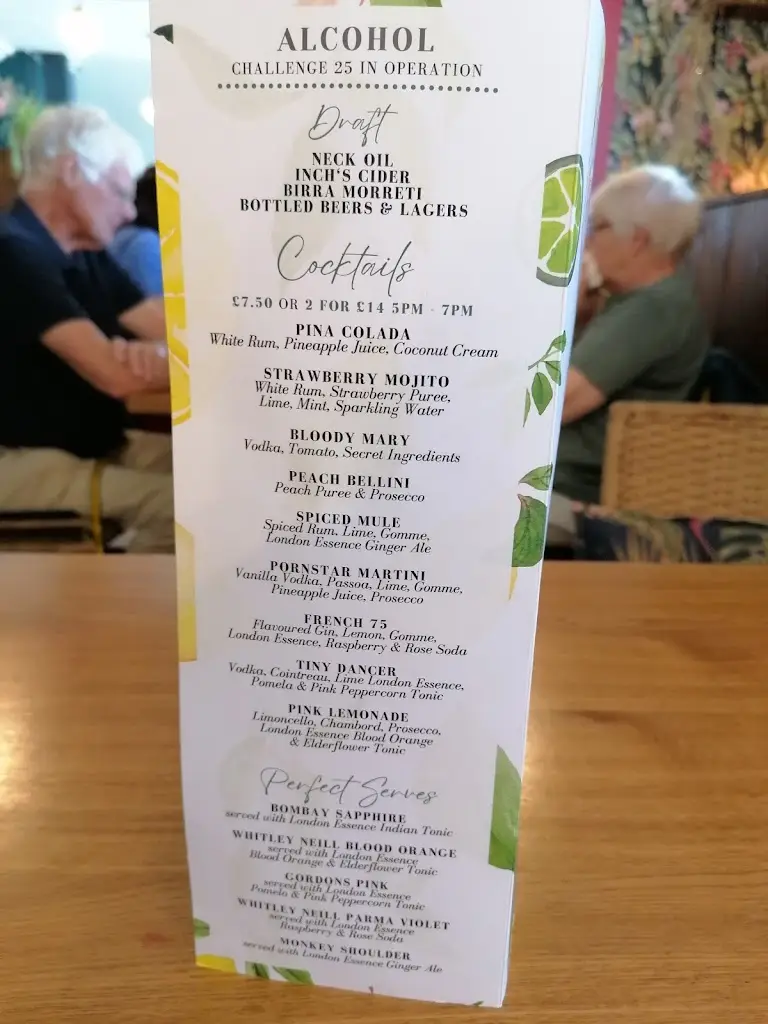 ALCOHOL
CHALLENGE 25 IN OPERATION
Draft
NECK OIL
INCH'S CIDER
BIRRA MORRETI
BOTTLED BEERS & LAGERS
Cocktails
£7.50 OR 2 FOR £14 5PM - 7PM
PINA COLADA
White Rum, Pineapple Juice, Coconut Cream
STRAWBERRY MOJITO
White Rum, Strawberry Puree,
Lime, Mint, Sparkling Water
BLOODY MARY
Vodka, Tomato, Secret Ingredients
PEACH BELLINI
Peach Puree & Prosecco
SPICED MULE
Spiced Rum, Lime, Gomme,
London Essence Ginger Ale
PORNSTAR MARTINI
Vanilla Vodka, Passoa, Lime, Gomme,
Pineapple Juice, Prosecco
FRENCH 75
Flavoured Gin, Lemon, Gomme,
London Essence, Raspberry & Rose Soda
TINY DANCER
Vodka, Cointreau, Lime London Essence,
Pomela & Pink Peppercorn Tonic
PINK LEMONADE
Limoncello, Chambord, Prosecco,
London Essence Blood Orange
& Elderflower Tonic
Perfect Serves
BOMBAY SAPPHIRE
served with London Essence Indian Tonic
WHITLEY NEILL BLOOD ORANGE
served with London Essence
Blood Orange & Elderflower Tonic
GORDONS PINK
served with London Essence
Pomelo & Pink Peppercorn Tonic
WHITLEY NEILL PARMA VIOLET
served with London Essence
Raspberry & Rose Soda
MONKEY SHOULDER
served with London Essence Ginger Ale